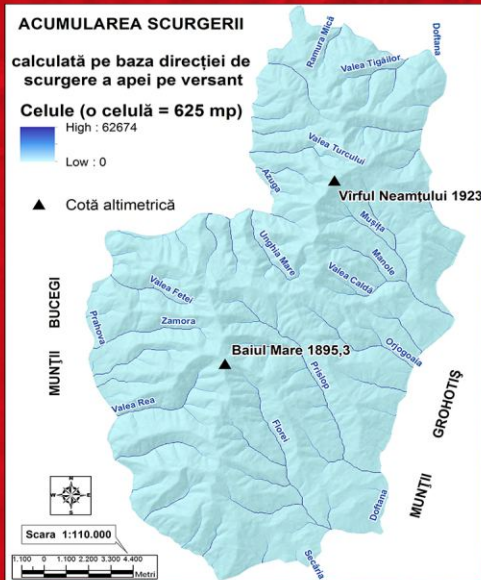 ACUMULAREA SCURGERII
calculată pe baza direcției de
scurgere a apei pe versant
Celule (o celulă = 625 mp)
High : 62674
Low : 0
Cotă altimetrică
Ramura Mică
Valea Tigăilor
Doftana
Valea Turcului
Azuga
Vîrful Neamțului 1923
Mușița
Manole
Unghia Mare
Valea Caldă
Valea Fetei
Zamora
Prahova
MUNȚII BUCEGI
Orjogoaia
Baiul Mare 1895,3
Prislop
Valea Rea
Florei
MUNȚII GROHOTIȘ
Doftana
Secăria
N
W
E
S
Scara 1:110.000
1.100 0 1.100 2.200 3.300 4.400
Metri